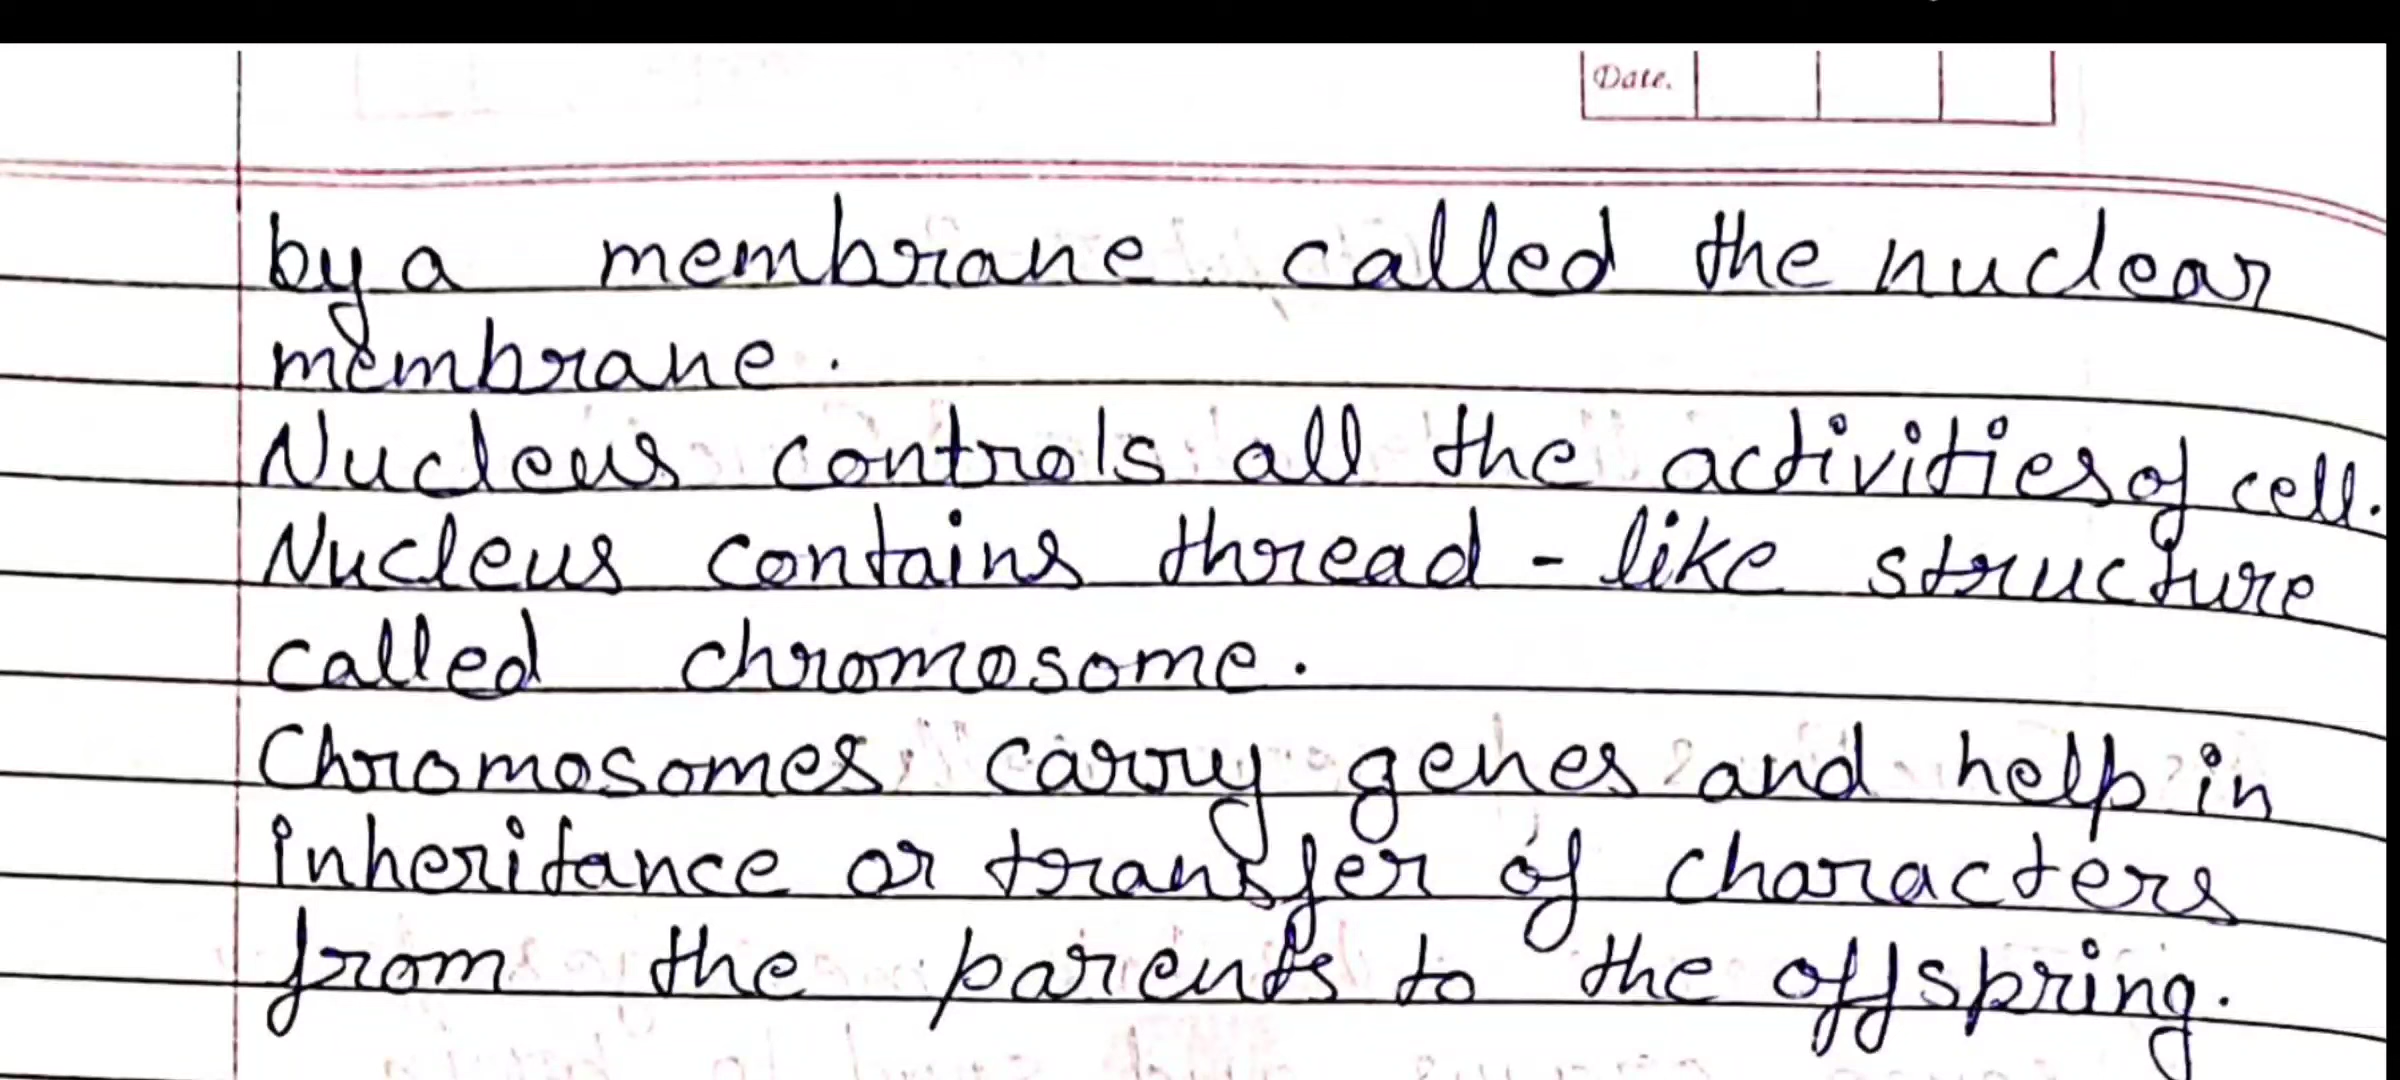 Date.
by a membrane called the nuclear
membrane.
Nucleus controls all the activities of cell.
Nucleus contains thread-like structure
called chromosome.
Chromosomes carry genes and help in
inheritance or transfer of characters
from the parents to the offspring.